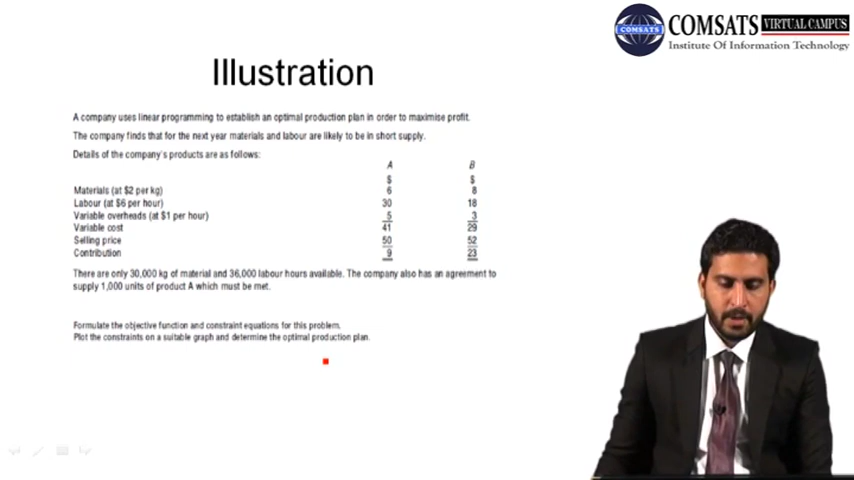 COMSATS VIRTUAL CAMPUS
COMSATS
Institute Of Information Technology
Illustration
A company uses linear programming to establish an optimal production plan in order to maximise profit.
The company finds that for the next year materials and labour are likely to be in short supply.
Details of the company's products are as follows:
A B
$ $
Materials (at $2 per kg) 6 8
Labour (at $6 per hour) 30 18
Variable overheads (at $1 per hour) 5 3
Variable cost 41 29
Selling price 50 52
Contribution 9 23
There are only 30,000 kg of material and 36,000 labour hours available. The company also has an agreement to
supply 1,000 units of product A which must be met.
Formulate the objective function and constraint equations for this problem.
Plot the constraints on a suitable graph and determine the optimal production plan.